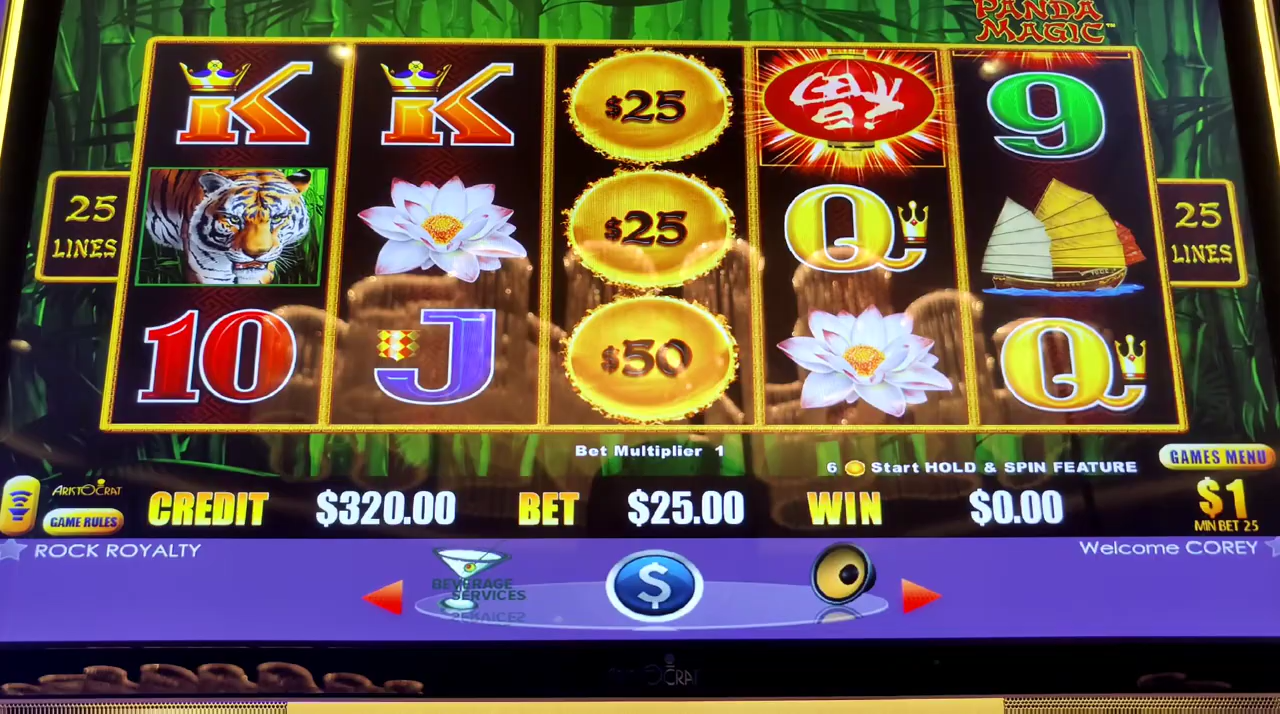 PANDA
MAGIC™
K K $25 9
25
LINES
$25 Q
25
LINES
10 J $50 Q
Bet Multiplier 1
6 Start HOLD & SPIN FEATURE
GAMES MENU
ARISTOCRAT
GAME RULES
CREDIT $320.00 BET $25.00 WIN $0.00
$1
MIN BET 25
ROCK ROYALTY
Welcome COREY
BEVERAGE
SERVICES
$